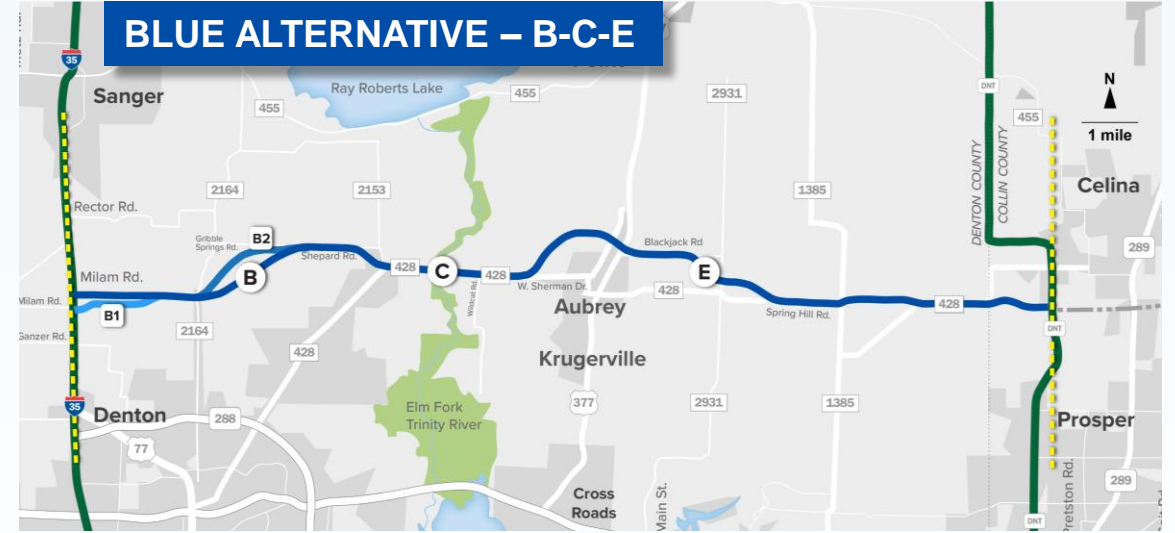 BLUE ALTERNATIVE – B-C-E
35
Sanger
Ray Roberts Lake
455
455
2931
DNT
N
1 mile
455
DENTON COUNTY
COLLIN COUNTY
Celina
2164
2153
1385
Rector Rd.
Gribble
Springs Rd.
B2
Shepard Rd.
Blackjack Rd
289
Milam Rd.
B
428
C
428
E
W. Sherman Dr.
Wildcat Rd.
Milam Rd.
B1
Aubrey
428
Spring Hill Rd.
428
Ganzer Rd.
2164
428
DNT
Krugerville
35
Denton
288
Elm Fork
Trinity River
377
2931
1385
Prosper
77
Cross
Roads
Main St.
Pretston Rd.
289
DNT